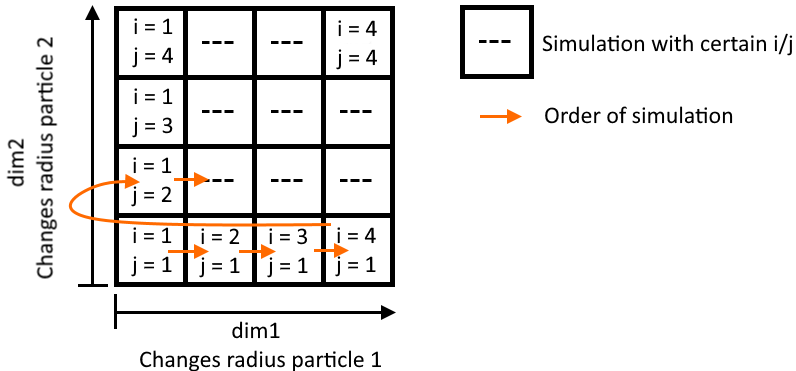 i = 1
j = 4
---
---
i = 4
j = 4
i = 1
j = 3
---
---
---
i = 1
j = 2
---
---
---
i = 1
j = 1
i = 2
j = 1
i = 3
j = 1
i = 4
j = 1
dim2
Changes radius particle 2
dim1
Changes radius particle 1
--- Simulation with certain i/j
Order of simulation